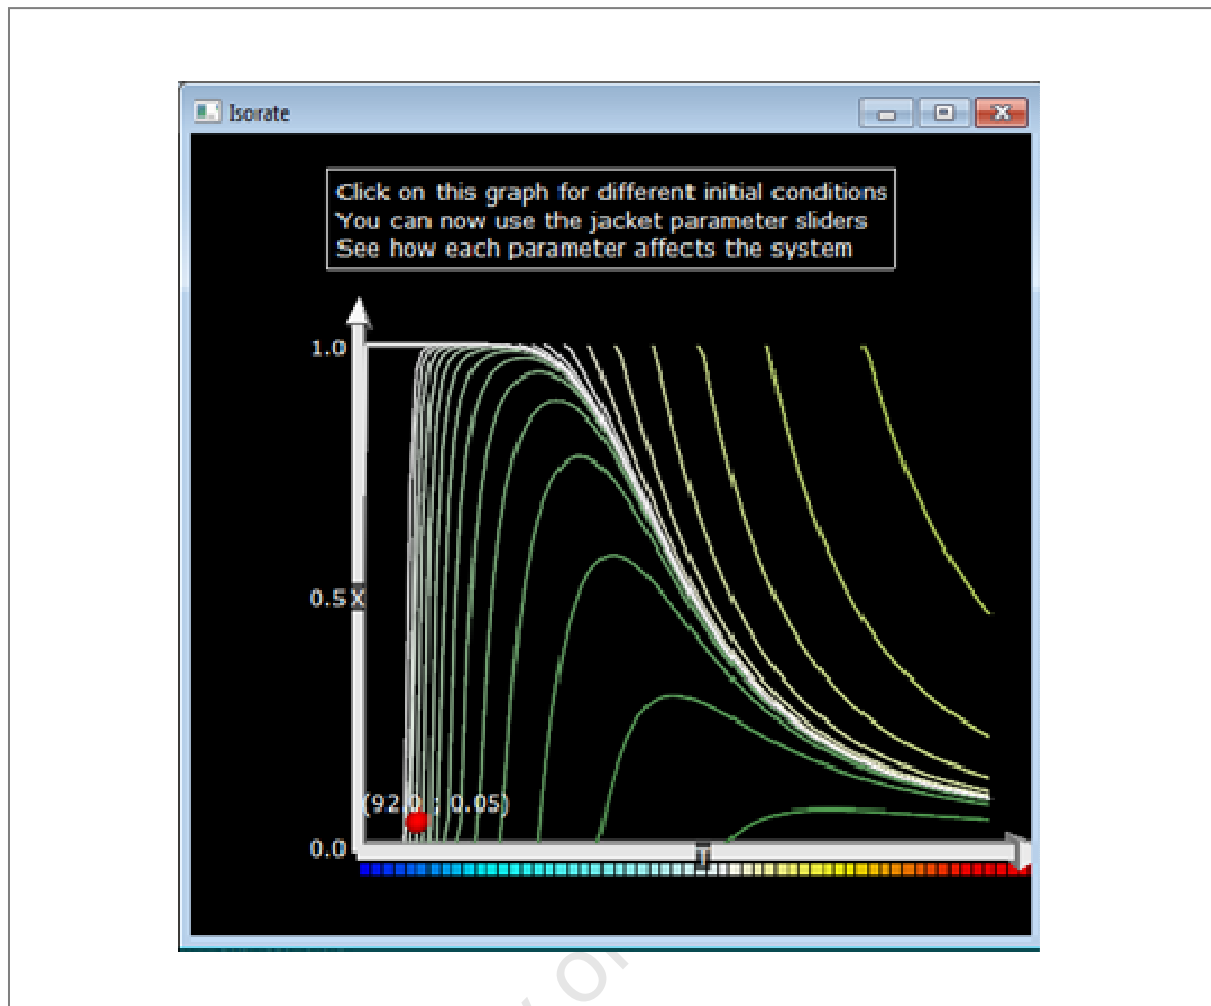 Isorate
Click on this graph for different initial conditions
You can now use the jacket parameter sliders
See how each parameter affects the system
1.0
0.5 X
(92.0 ; 0.05)
0.0
T